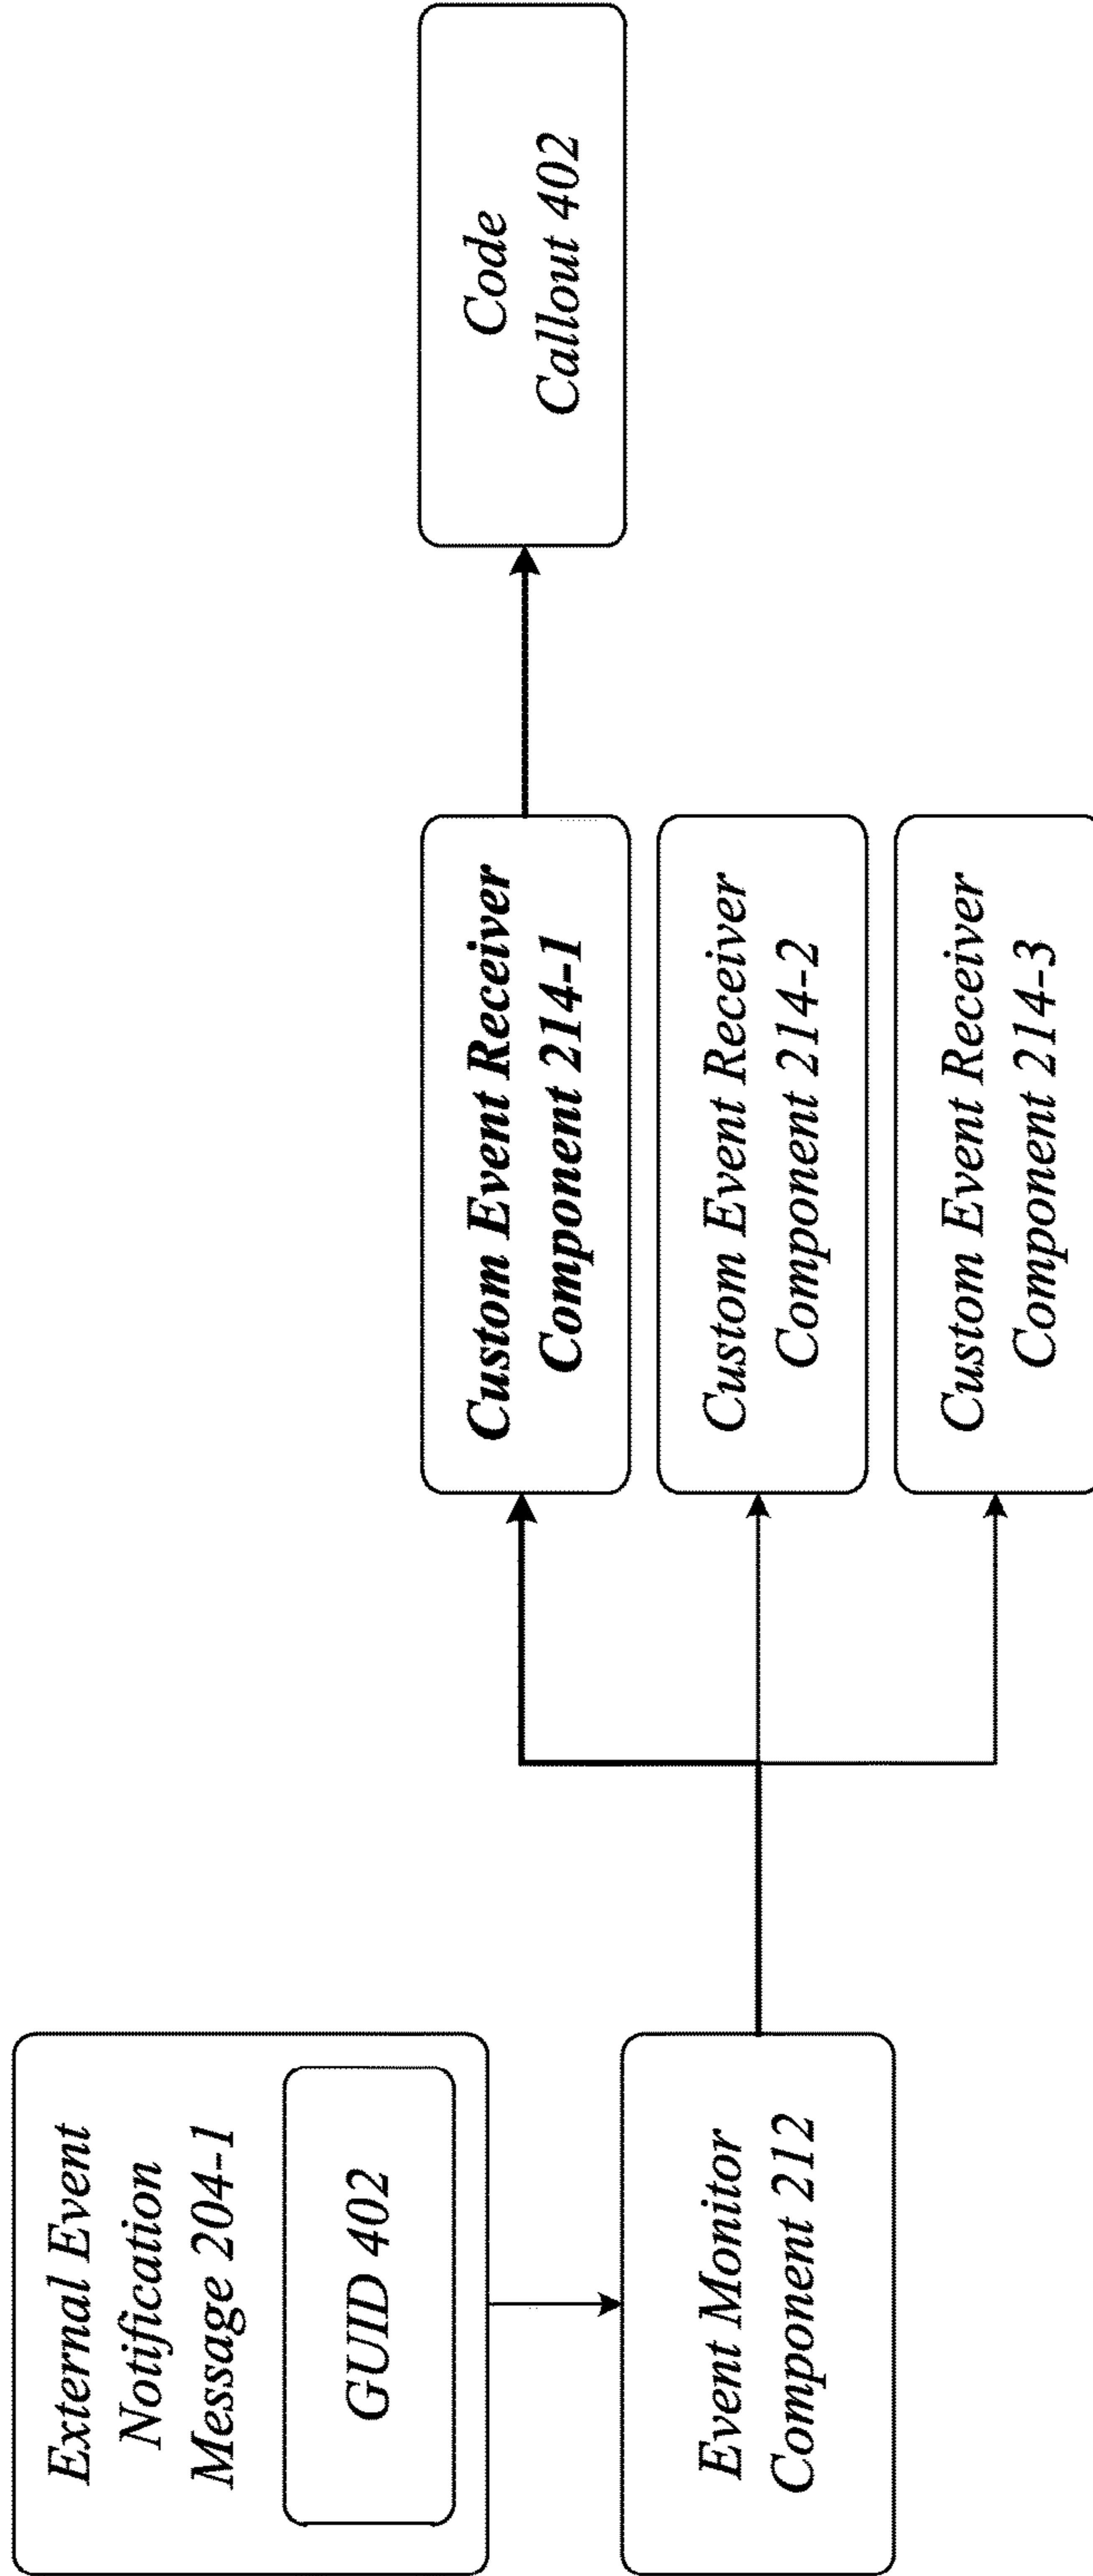 External Event
Notification
Message 204-1
GUID 402
Event Monitor
Component 212
Custom Event Receiver
Component 214-1
Custom Event Receiver
Component 214-2
Custom Event Receiver
Component 214-3
Code
Callout 402